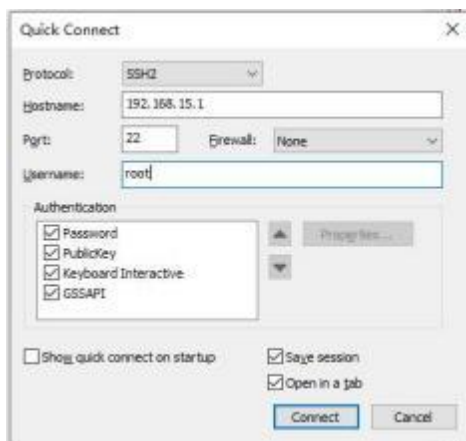 Quick Connect
Protocol: SSH2
Hostname: 192.168.15.1
Port: 22 Firewall: None
Username: root
Authentication
Password
PublicKey
Keyboard Interactive
GSSAPI
Properties...
Show quick connect on startup
Save session
Open in a tab
Connect Cancel